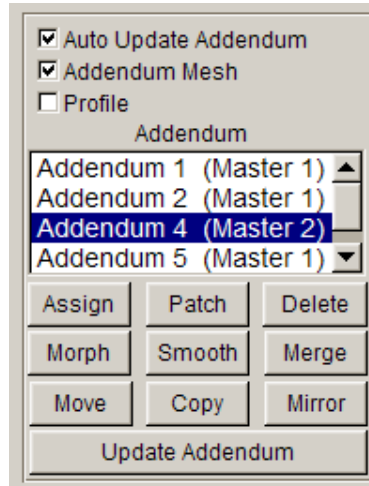 Auto Update Addendum
Addendum Mesh
Profile
Addendum
Addendum 1 (Master 1)
Addendum 2 (Master 1)
Addendum 4 (Master 2)
Addendum 5 (Master 1)
Assign Patch Delete
Morph Smooth Merge
Move Copy Mirror
Update Addendum